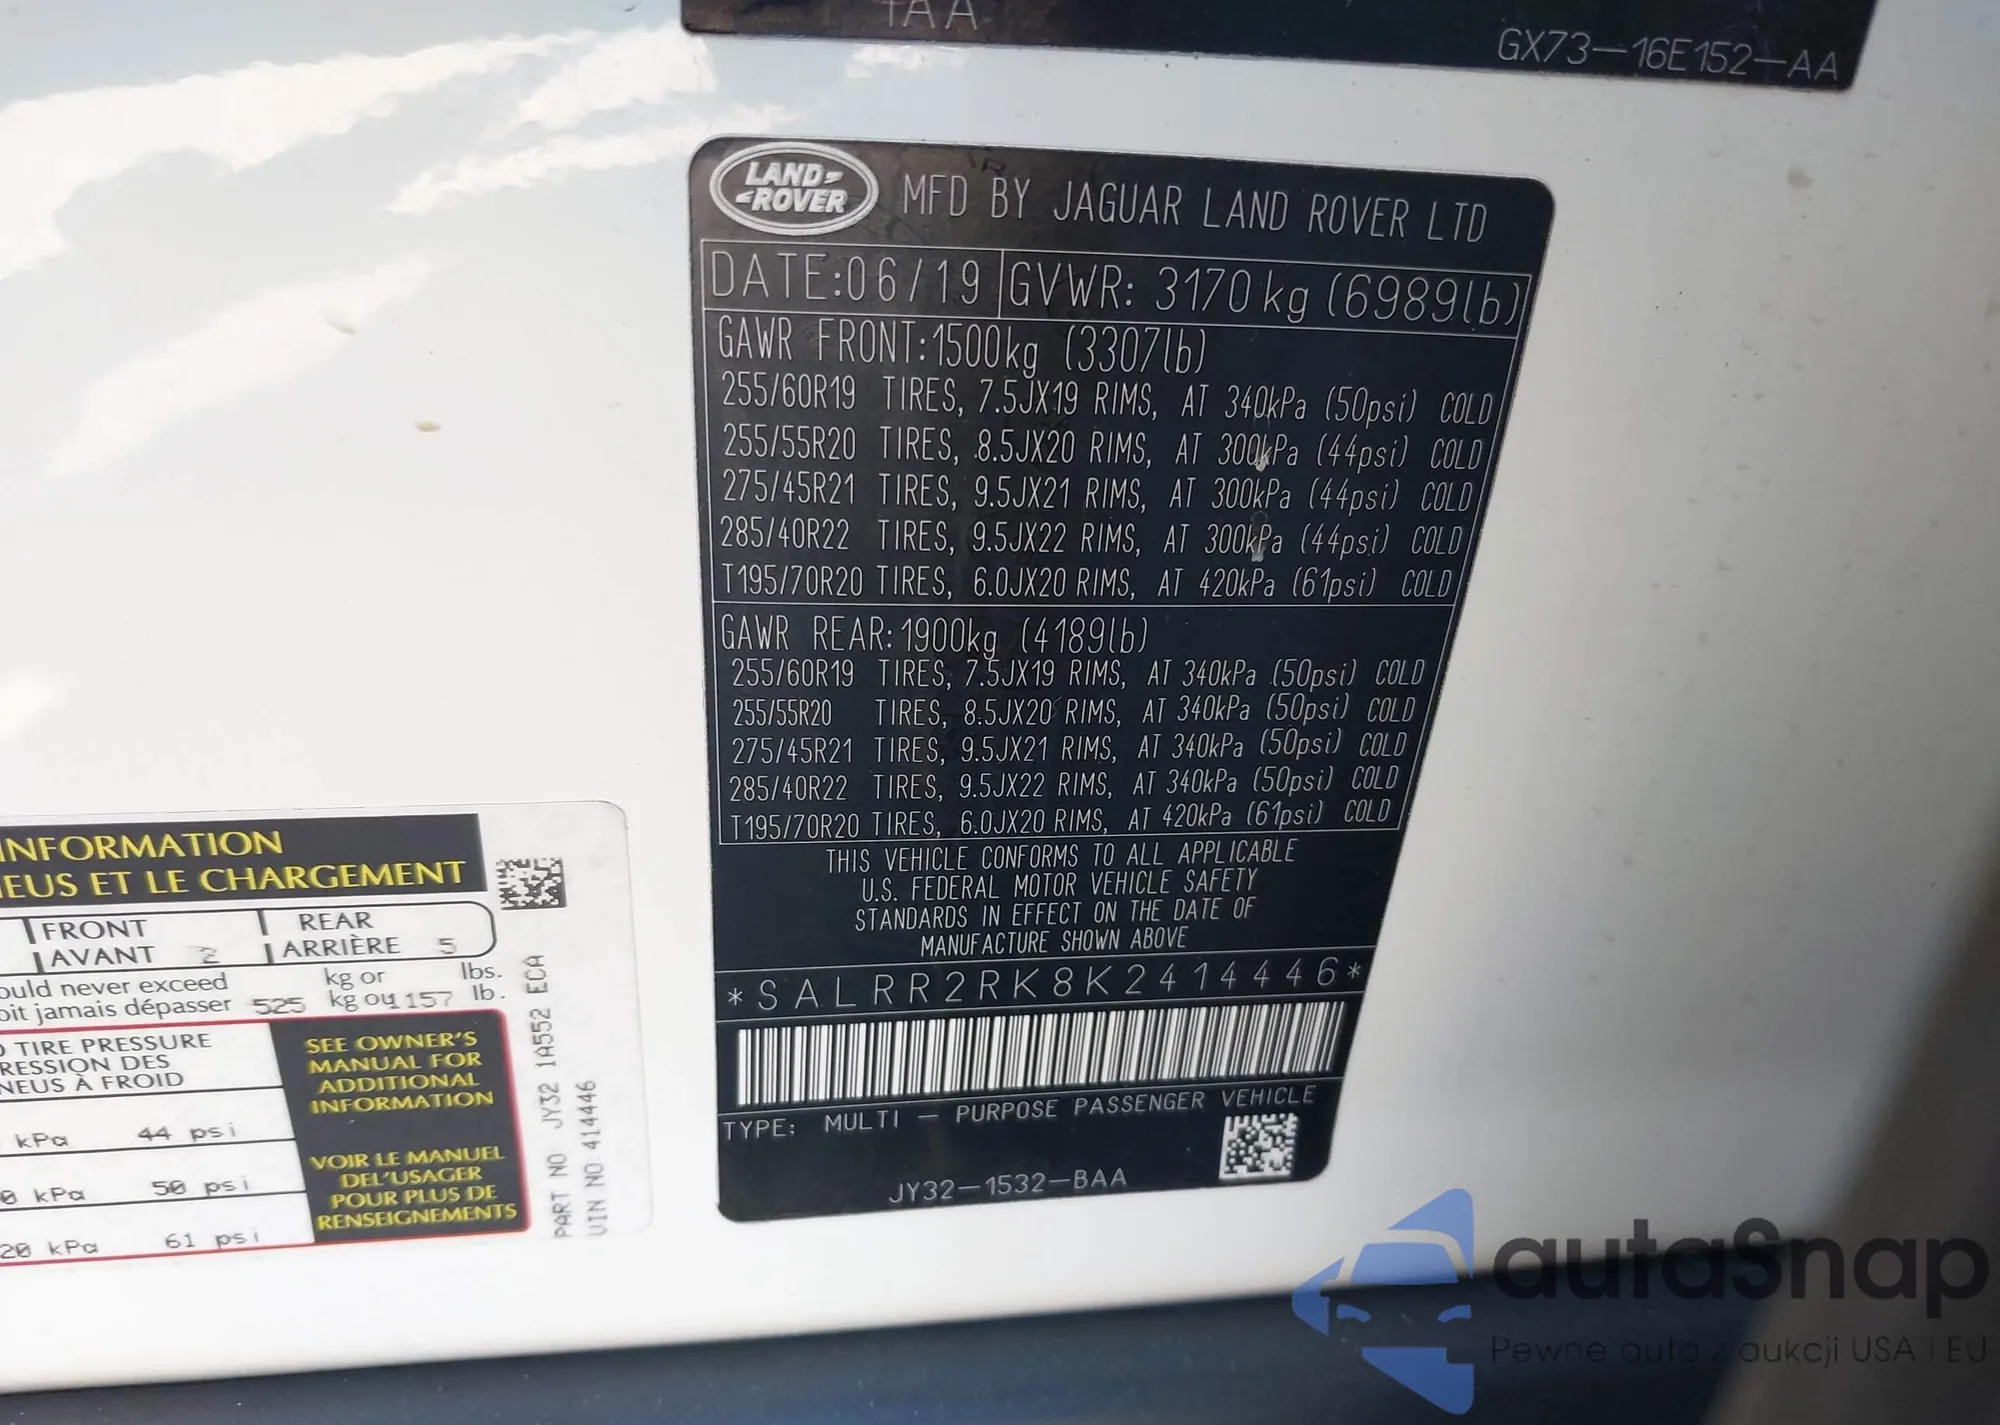 1AA
GX73-16E152-AA
LAND-
-ROVER
MFD BY JAGUAR LAND ROVER LTD
DATE:06/19 GVWR: 3170kg (6989lb)
GAWR FRONT:1500kg (3307lb)
255/60R19 TIRES, 7.5JX19 RIMS, AT 340kPa (50psi) COLD
255/55R20 TIRES, 8.5JX20 RIMS, AT 300kPa (44psi) COLD
275/45R21 TIRES, 9.5JX21 RIMS, AT 300kPa (44psi) COLD
285/40R22 TIRES, 9.5JX22 RIMS, AT 300kPa (44psi) COLD
T195/70R20 TIRES, 6.0JX20 RIMS, AT 420kPa (61psi) COLD
GAWR REAR:1900kg (4189lb)
255/60R19 TIRES, 7.5JX19 RIMS, AT 340kPa (50psi) COLD
255/55R20 TIRES, 8.5JX20 RIMS, AT 340kPa (50psi) COLD
275/45R21 TIRES, 9.5JX21 RIMS, AT 340kPa (50psi) COLD
285/40R22 TIRES, 9.5JX22 RIMS, AT 340kPa (50psi) COLD
T195/70R20 TIRES, 6.0JX20 RIMS, AT 420kPa (61psi) COLD
THIS VEHICLE CONFORMS TO ALL APPLICABLE
U.S. FEDERAL MOTOR VEHICLE SAFETY
STANDARDS IN EFFECT ON THE DATE OF
MANUFACTURE SHOWN ABOVE
*SALRR2RK8K2414446*
TYPE: MULTI - PURPOSE PASSENGER VEHICLE
JY32-1532-BAA
INFORMATION
NEUS ET LE CHARGEMENT
FRONT REAR
AVANT 2 ARRIÈRE 5
ould never exceed kg or lbs.
oit jamais dépasser 525 kg ou 1157 lb.
TIRE PRESSURE
RESSION DES
NEUS À FROID
kPa 44 psi
0 kPa 50 psi
20 kPa 61 psi
SEE OWNER'S
MANUAL FOR
ADDITIONAL
INFORMATION
VOIR LE MANUEL
DEL'USAGER
POUR PLUS DE
RENSEIGNEMENTS
PART NO: JY32 1A552 ECA
VIN NO: 414446
autaSnap
Pewne auta z aukcji USA i EU